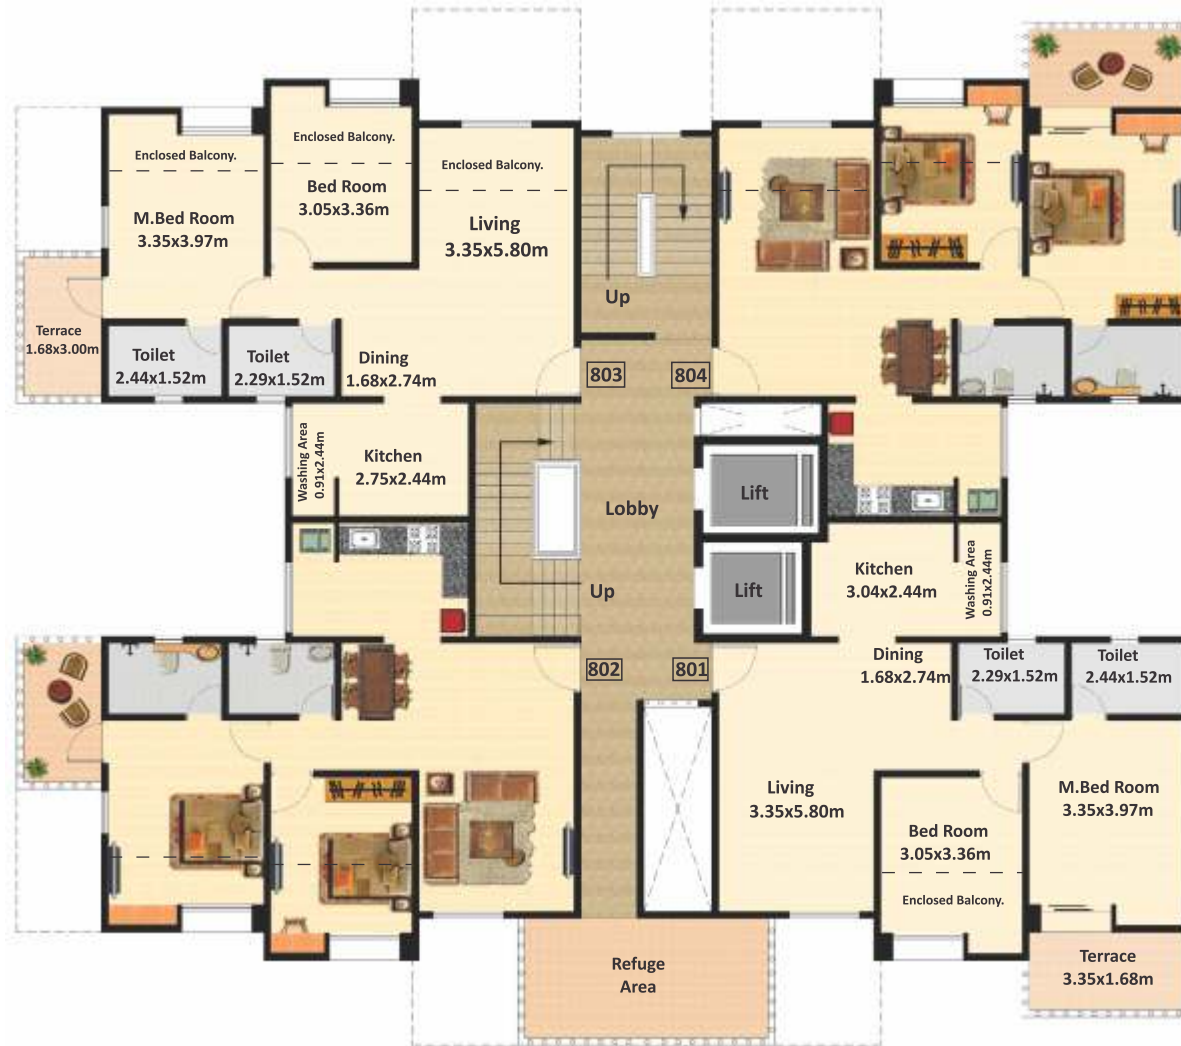 Enclosed Balcony.
M.Bed Room
3.35x3.97m
Enclosed Balcony.
Bed Room
3.05x3.36m
Enclosed Balcony.
Living
3.35x5.80m
Up
Terrace
1.68x3.00m
Toilet
2.44x1.52m
Toilet
2.29x1.52m
Dining
1.68x2.74m
803
804
Washing Area
0.91x2.44m
Kitchen
2.75x2.44m
Lobby
Lift
Up
Lift
Kitchen
3.04x2.44m
Washing Area
0.91x2.44m
802
801
Dining
1.68x2.74m
Toilet
2.29x1.52m
Toilet
2.44x1.52m
Living
3.35x5.80m
M.Bed Room
3.35x3.97m
Bed Room
3.05x3.36m
Enclosed Balcony.
Refuge
Area
Terrace
3.35x1.68m